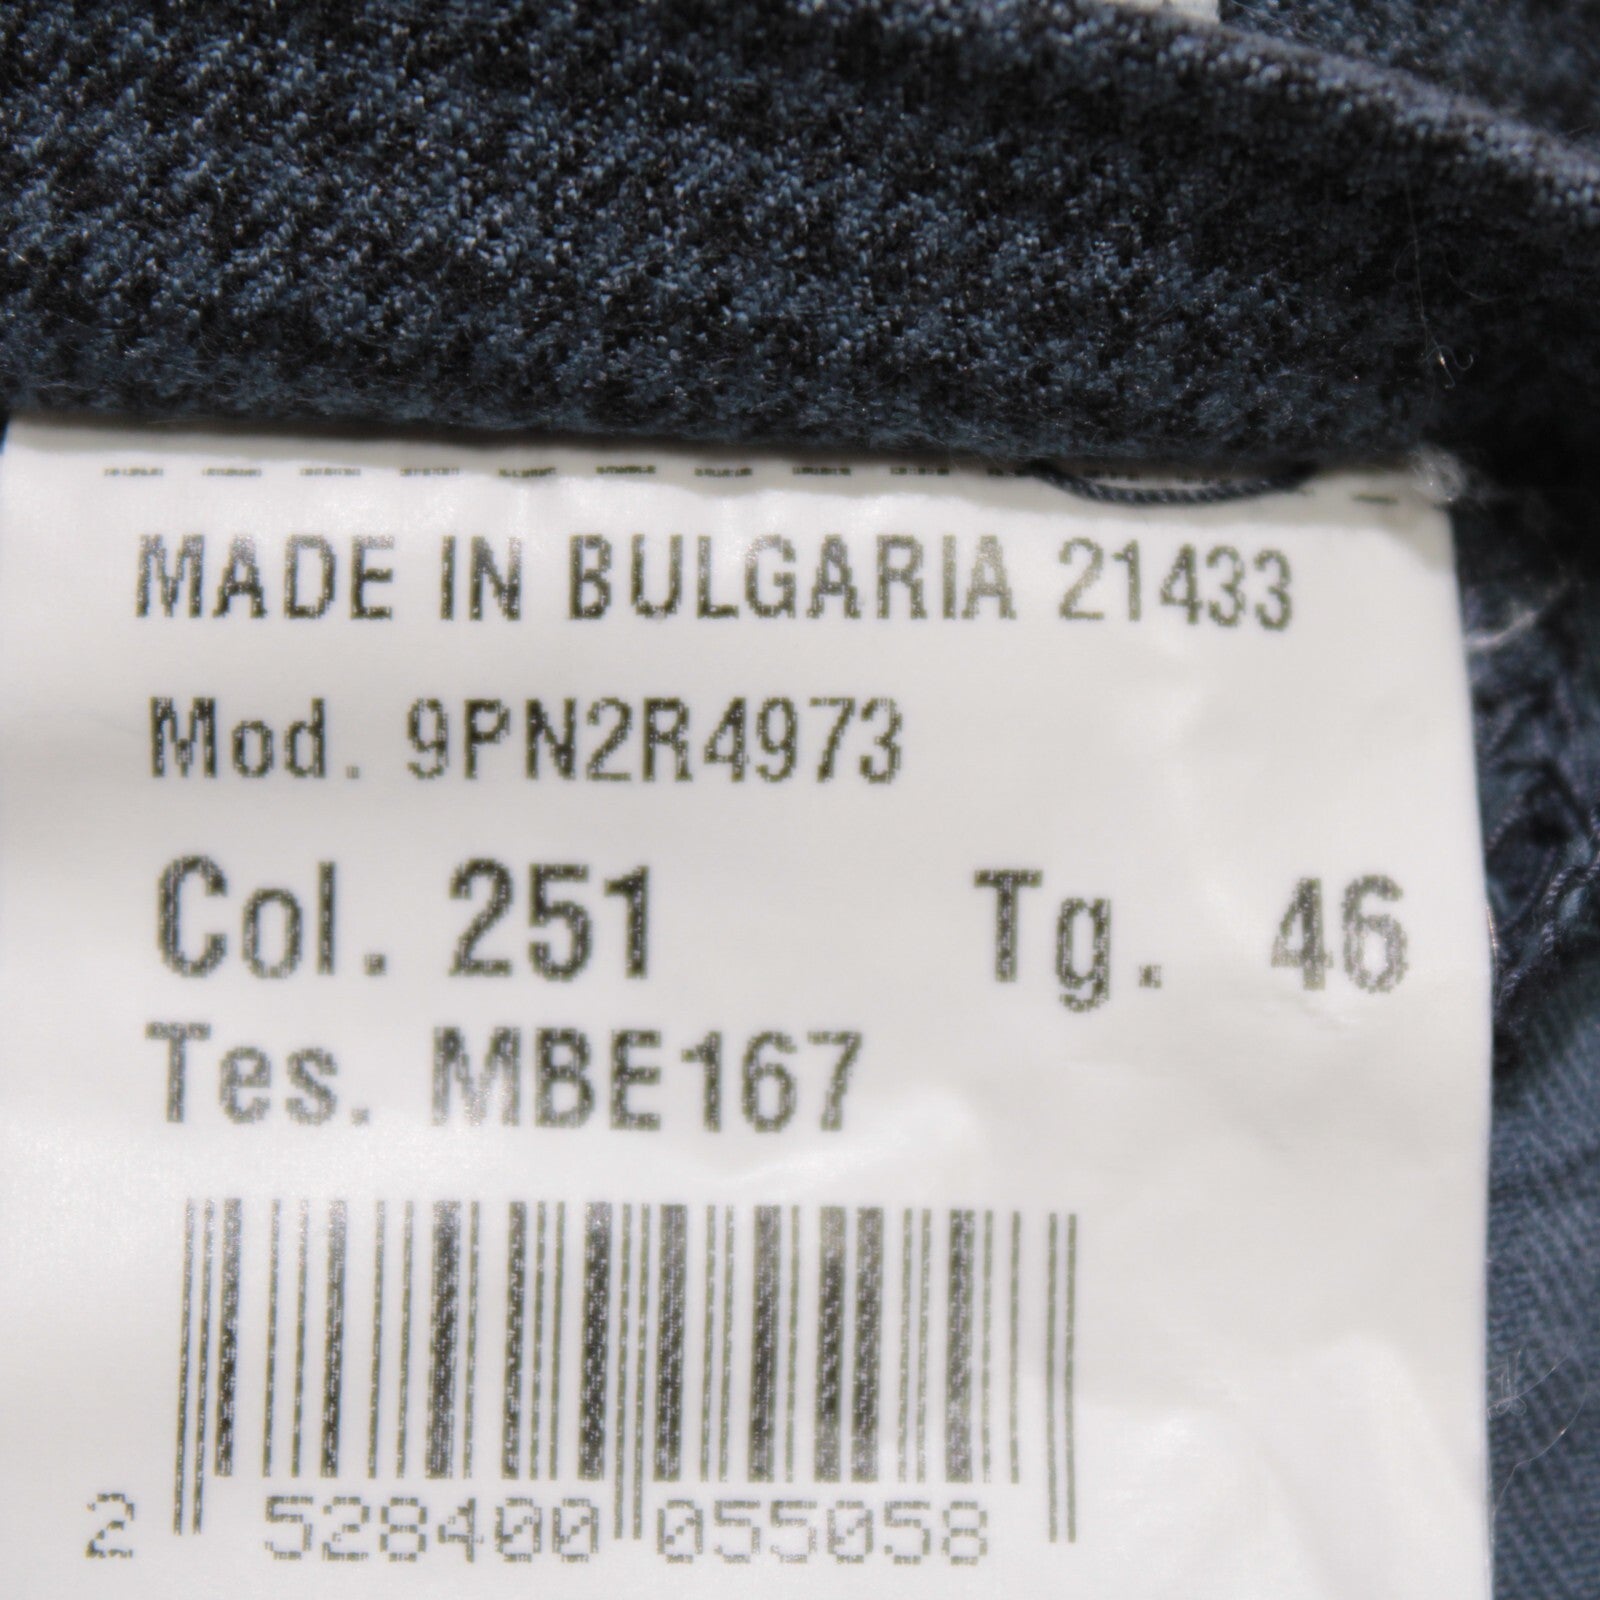 MADE IN BULGARIA 21433
Mod. 9PN2R4973
Col. 251 Tg. 46
Tes. MBE167
2 528400 055058